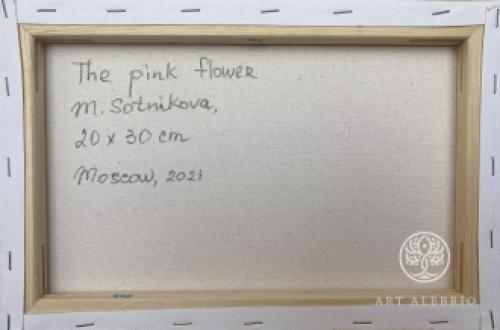 The pink flower
M. Sotnikova,
20 x 30 cm
Moscow, 2021
ART ALEBRIO